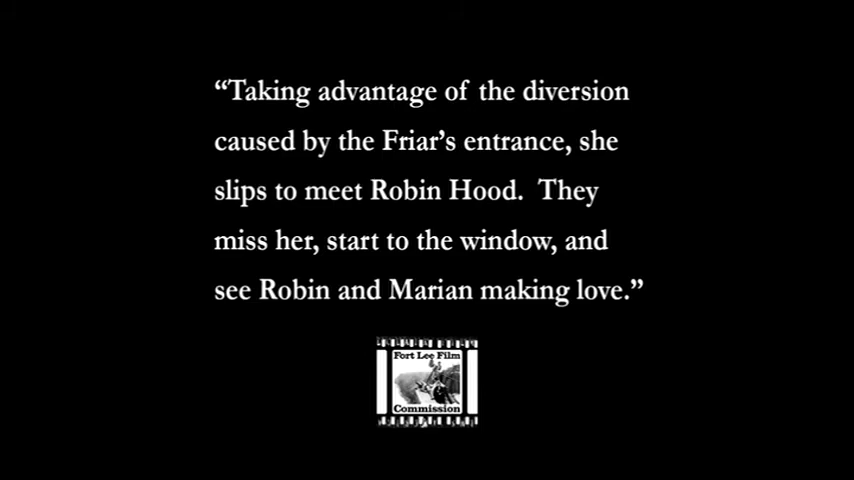 “Taking advantage of the diversion
caused by the Friar’s entrance, she
slips to meet Robin Hood.  They
miss her, start to the window, and
see Robin and Marian making love.”
Fort Lee Film
Commission